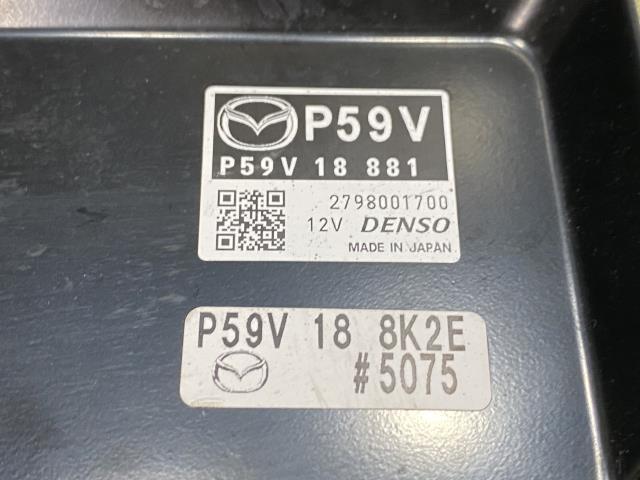 P59V
P59V 18 881
2798001700
12V DENSO
MADE IN JAPAN
P59V 18 8K2E
#5075